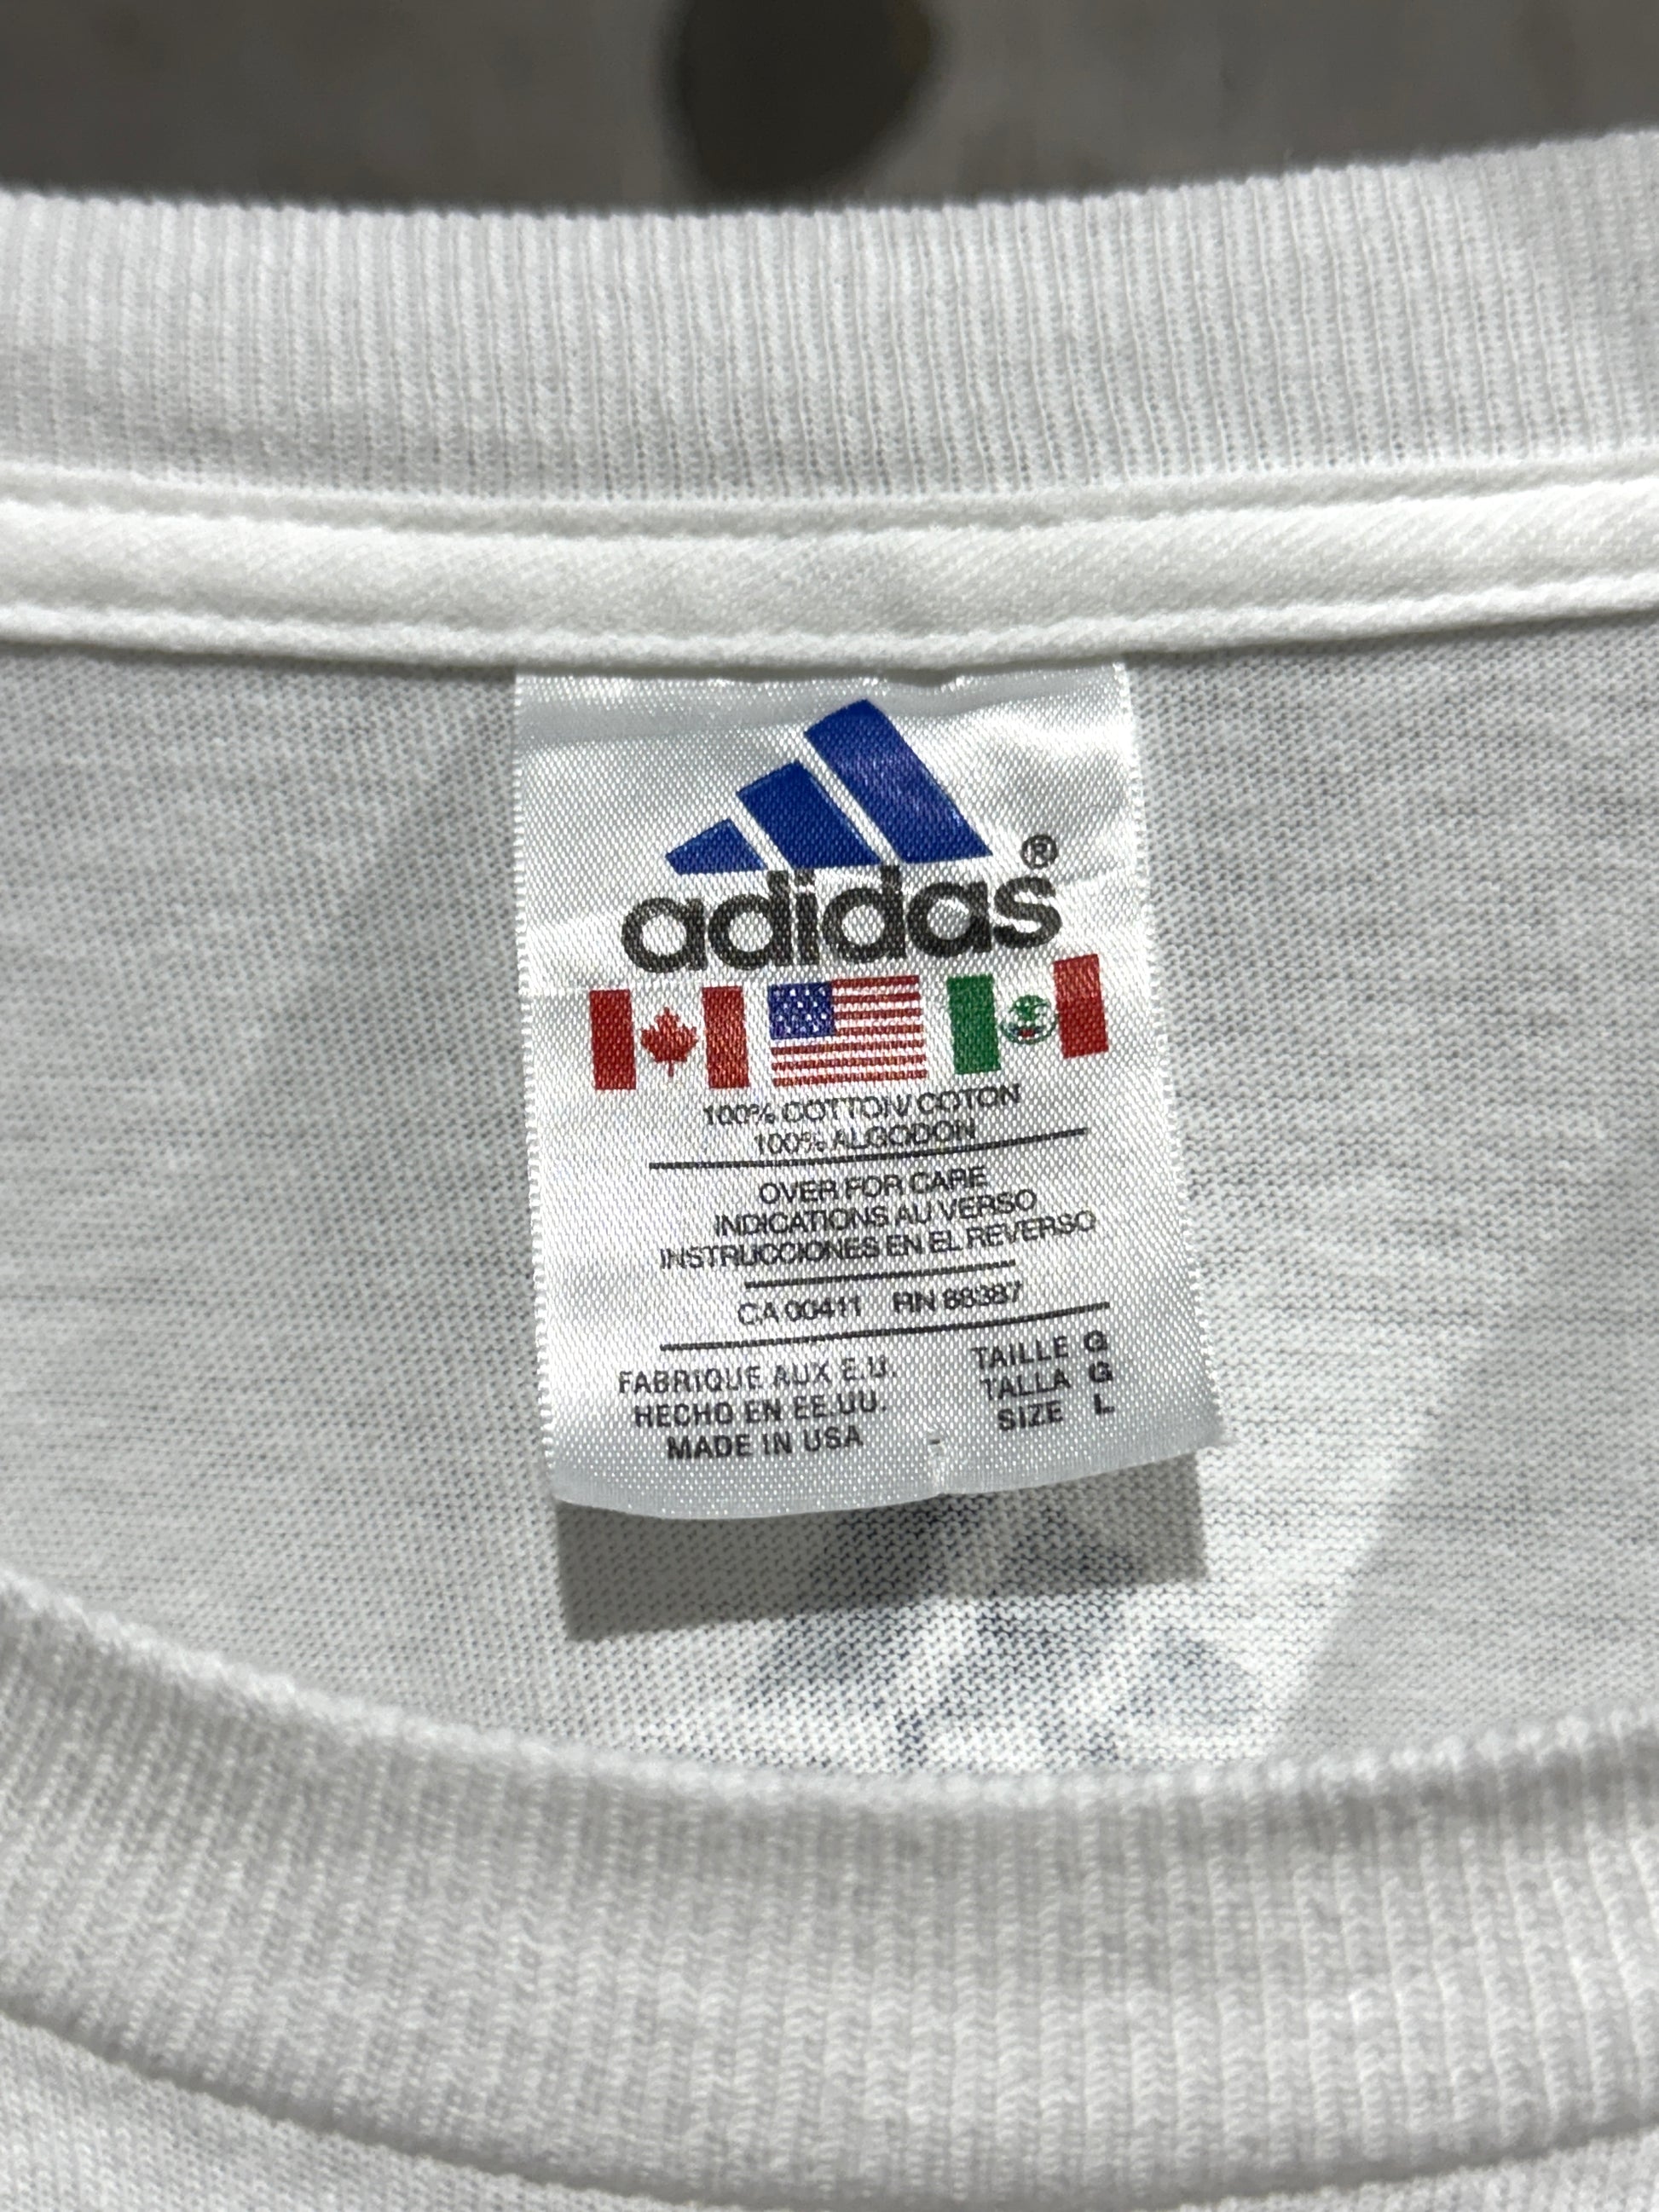 adidas®
100% COTTON/COTON
100% ALGODON
OVER FOR CARE
INDICATIONS AU VERSO
INSTRUCCIONES EN EL REVERSO
CA 00411 RN 88387
FABRIQUE AUX E.U.
HECHO EN EE.UU.
MADE IN USA
TAILLE G
TALLA G
SIZE L